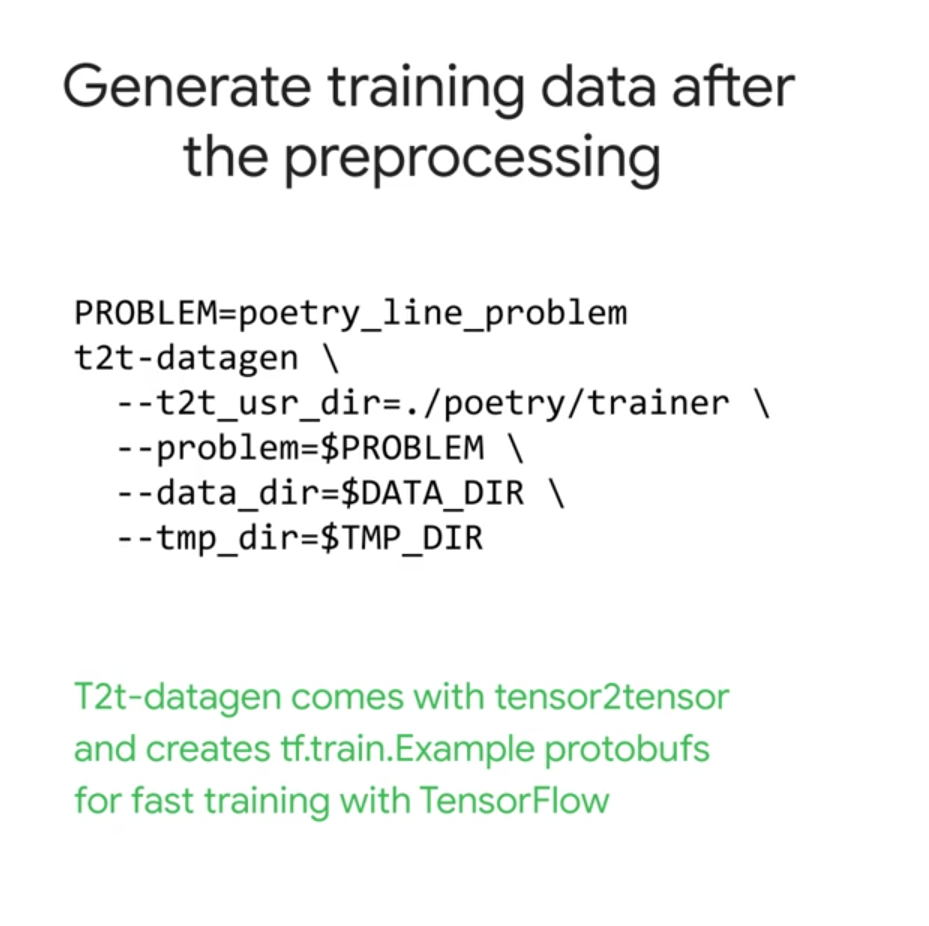 Generate training data after
the preprocessing
PROBLEM=poetry_line_problem
t2t-datagen \
--t2t_usr_dir=./poetry/trainer \
--problem=$PROBLEM \
--data_dir=$DATA_DIR \
--tmp_dir=$TMP_DIR
T2t-datagen comes with tensor2tensor
and creates tf.train.Example protobufs
for fast training with TensorFlow